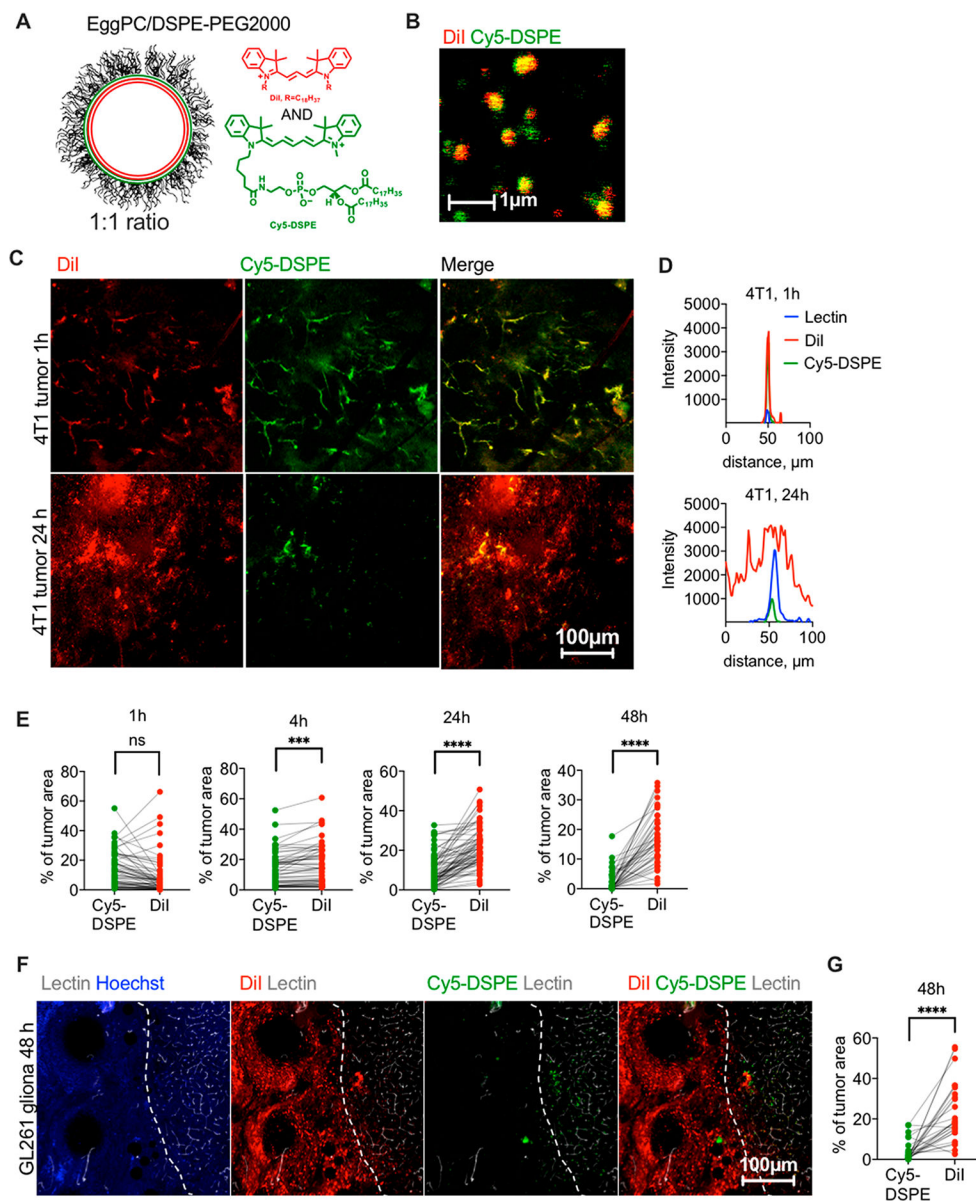 A
EggPC/DSPE-PEG2000
1:1 ratio
N
+
N
R
R
DiI, R=C18H37
AND
N
N
+
O
HN
O
O
P
O
O-
O
C17H35
H
O
C17H35
O
O
Cy5-DSPE
B
DiI Cy5-DSPE
1µm
C
DiI
Cy5-DSPE
Merge
4T1 tumor 1h
4T1 tumor 24 h
100µm
D
4T1, 1h
5000
4000
3000
2000
1000
Intensity
Lectin
DiI
Cy5-DSPE
0 50 100
distance, µm
4T1, 24h
5000
4000
3000
2000
1000
Intensity
0 50 100
distance, µm
E
1h
ns
% of tumor area
80
60
40
20
0
Cy5-
DSPE
DiI
4h
***
% of tumor area
80
60
40
20
0
Cy5-
DSPE
DiI
24h
****
% of tumor area
60
40
20
0
Cy5-
DSPE
DiI
48h
****
% of tumor area
40
30
20
10
0
Cy5-
DSPE
DiI
F
Lectin Hoechst
DiI Lectin
Cy5-DSPE Lectin
DiI Cy5-DSPE Lectin
GL261 gliona 48 h
100µm
G
48h
****
% of tumor area
60
40
20
0
Cy5-
DSPE
DiI